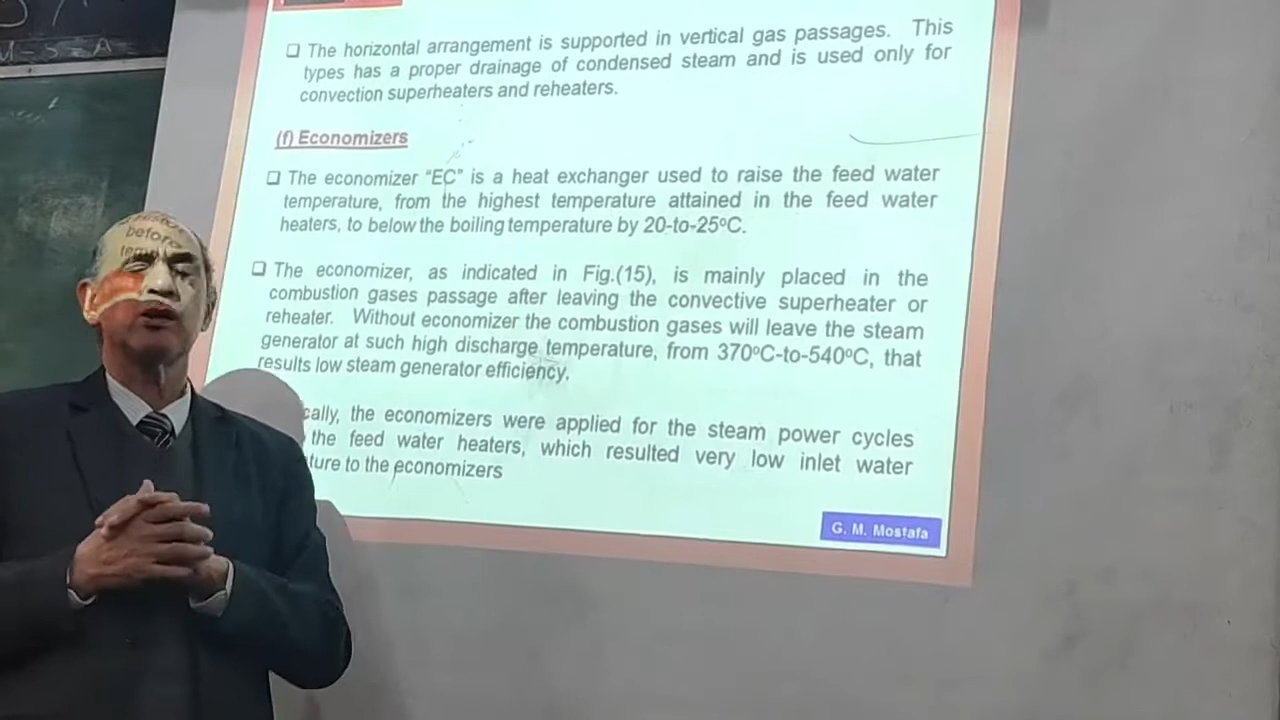 M-S-A
❑ The horizontal arrangement is supported in vertical gas passages. This
types has a proper drainage of condensed steam and is used only for
convection superheaters and reheaters.
(f) Economizers
❑ The economizer "EC" is a heat exchanger used to raise the feed water
temperature, from the highest temperature attained in the feed water
heaters, to below the boiling temperature by 20-to-25ºC.
❑ The economizer, as indicated in Fig.(15), is mainly placed in the
combustion gases passage after leaving the convective superheater or
reheater. Without economizer the combustion gases will leave the steam
generator at such high discharge temperature, from 370ºC-to-540ºC, that
results low steam generator efficiency.
cally, the economizers were applied for the steam power cycles
the feed water heaters, which resulted very low inlet water
ture to the economizers
before
G. M. Mostafa